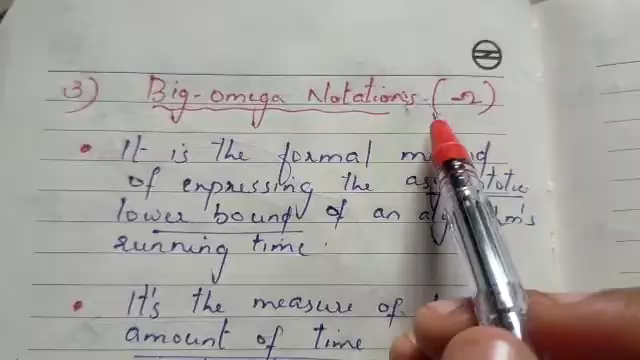 3) Big-omega Notation's (Ω)
• It is the formal
of expressing the
lower bound of an
running time.
• It's the measure of
amount of time